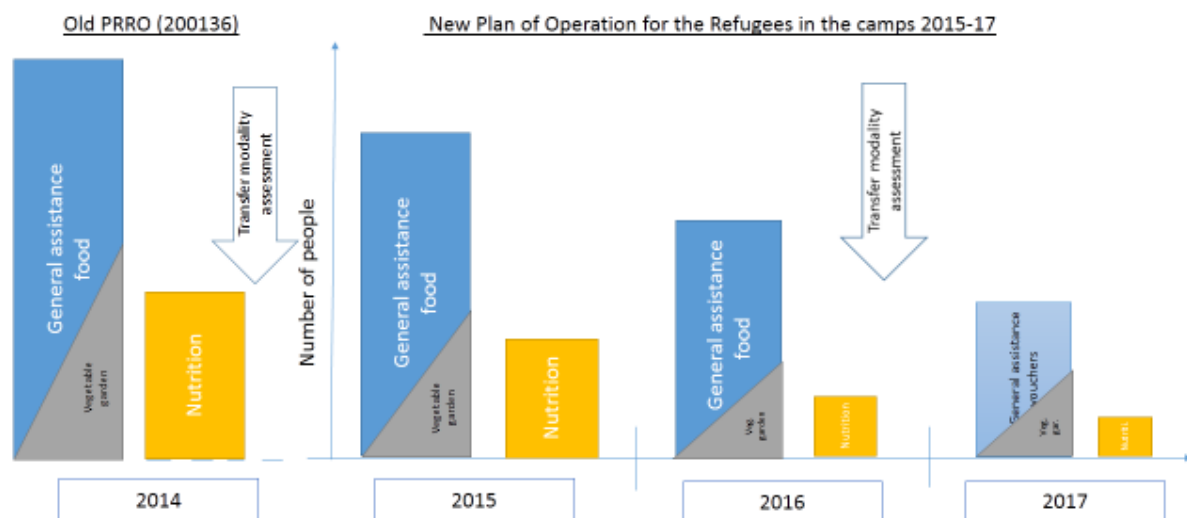 Old PRRO (200136)
New Plan of Operation for the Refugees in the camps 2015-17
General assistance
food
Vegetable
garden
Nutrition
Transfer modality
assessment
Number of people
General assistance
food
Vegetable
garden
Nutrition
General assistance
food
Veg.
garden
Nutrition
Transfer modality
assessment
General assistance
vouchers
Veg.
gar.
2014
2015
2016
2017